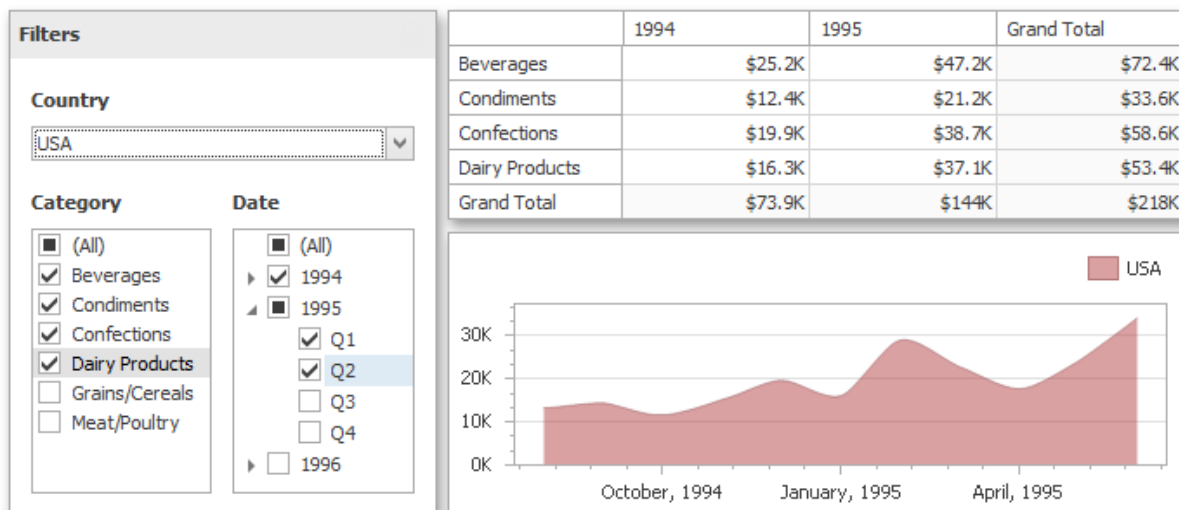 Filters
Country
USA
Category
(All)
Beverages
Condiments
Confections
Dairy Products
Grains/Cereals
Meat/Poultry
Date
(All)
1994
1995
Q1
Q2
Q3
Q4
1996
1994 1995 Grand Total
Beverages $25.2K $47.2K $72.4K
Condiments $12.4K $21.2K $33.6K
Confections $19.9K $38.7K $58.6K
Dairy Products $16.3K $37.1K $53.4K
Grand Total $73.9K $144K $218K
USA
30K
20K
10K
0K
October, 1994 January, 1995 April, 1995